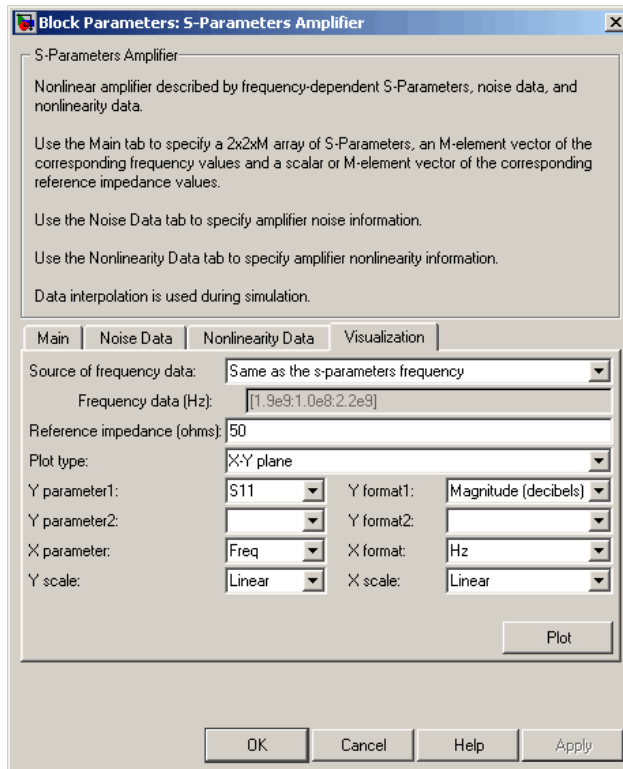 Block Parameters: S-Parameters Amplifier
S-Parameters Amplifier
Nonlinear amplifier described by frequency-dependent S-Parameters, noise data, and
nonlinearity data.
Use the Main tab to specify a 2x2xM array of S-Parameters, an M-element vector of the
corresponding frequency values and a scalar or M-element vector of the corresponding
reference impedance values.
Use the Noise Data tab to specify amplifier noise information.
Use the Nonlinearity Data tab to specify amplifier nonlinearity information.
Data interpolation is used during simulation.
Main Noise Data Nonlinearity Data Visualization
Source of frequency data: Same as the s-parameters frequency
Frequency data (Hz): [1.9e9:1.0e8:2.2e9]
Reference impedance (ohms): 50
Plot type: X-Y plane
Y parameter1: S11 Y format1: Magnitude (decibels)
Y parameter2: Y format2:
X parameter: Freq X format: Hz
Y scale: Linear X scale: Linear
Plot
OK Cancel Help Apply